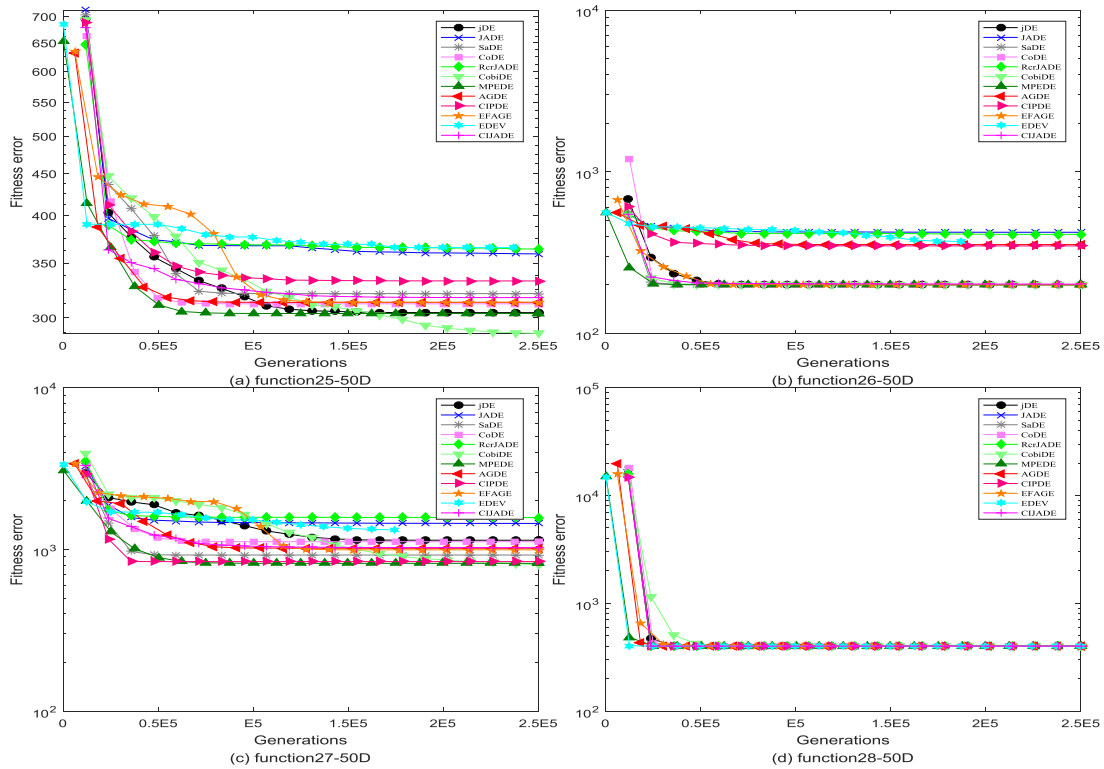 700
650
600
550
500
450
400
350
300
Fitness error
0
0.5E5
E5
1.5E5
2E5
2.5E5
Generations
jDE
JADE
SaDE
CoDE
RcrJADE
CobiDE
MPEDE
AGDE
CIPDE
EFAGE
EDEV
CIJADE
(a) function25-50D
10^4
10^3
10^2
Fitness error
0
0.5E5
E5
1.5E5
2E5
2.5E5
Generations
jDE
JADE
SaDE
CoDE
RcrJADE
CobiDE
MPEDE
AGDE
CIPDE
EFAGE
EDEV
CIJADE
(b) function26-50D
10^4
10^3
10^2
Fitness error
0
0.5E5
E5
1.5E5
2E5
2.5E5
Generations
jDE
JADE
SaDE
CoDE
RcrJADE
CobiDE
MPEDE
AGDE
CIPDE
EFAGE
EDEV
CIJADE
(c) function27-50D
10^5
10^4
10^3
10^2
Fitness error
0
0.5E5
E5
1.5E5
2E5
2.5E5
Generations
jDE
JADE
SaDE
CoDE
RcrJADE
CobiDE
MPEDE
AGDE
CIPDE
EFAGE
EDEV
CIJADE
(d) function28-50D